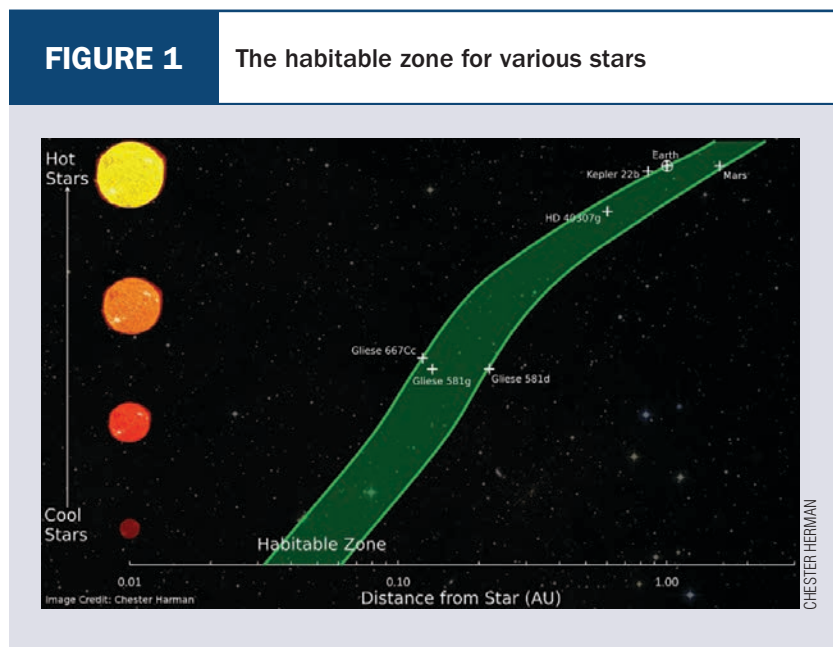 FIGURE 1
The habitable zone for various stars
Hot
Stars
Earth
Kepler 22b
Mars
HD 40307g
Gliese 667Cc
Gliese 581g
Gliese 581d
Cool
Stars
Habitable Zone
0.01
0.10
1.00
Image Credit: Chester Harman
Distance from Star (AU)
CHESTER HERMAN